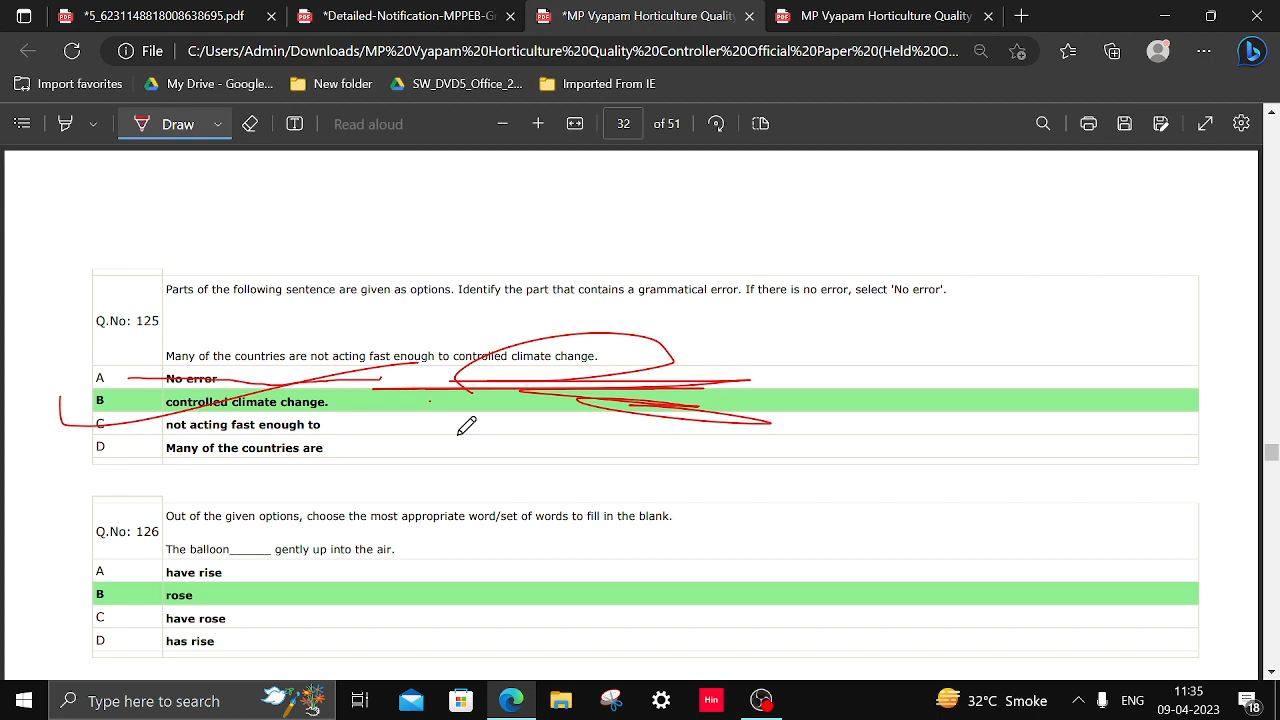 *5_6231148818008638695.pdf
*Detailed-Notification-MPPEB-G
*MP Vyapam Horticulture Quality
MP Vyapam Horticulture Quality
File C:/Users/Admin/Downloads/MP%20Vyapam%20Horticulture%20Quality%20Controller%20Official%20Paper%20(Held%20O...
Import favorites My Drive - Google... New folder SW_DVD5_Office_2... Imported From IE
Draw Read aloud 32 of 51
Parts of the following sentence are given as options. Identify the part that contains a grammatical error. If there is no error, select 'No error'.
Q.No: 125
Many of the countries are not acting fast enough to controlled climate change.
A No error
B controlled climate change.
C not acting fast enough to
D Many of the countries are
Out of the given options, choose the most appropriate word/set of words to fill in the blank.
Q.No: 126
The balloon_______ gently up into the air.
A have rise
B rose
C have rose
D has rise
Type here to search Hin 32°C Smoke ENG 11:35
09-04-2023 18